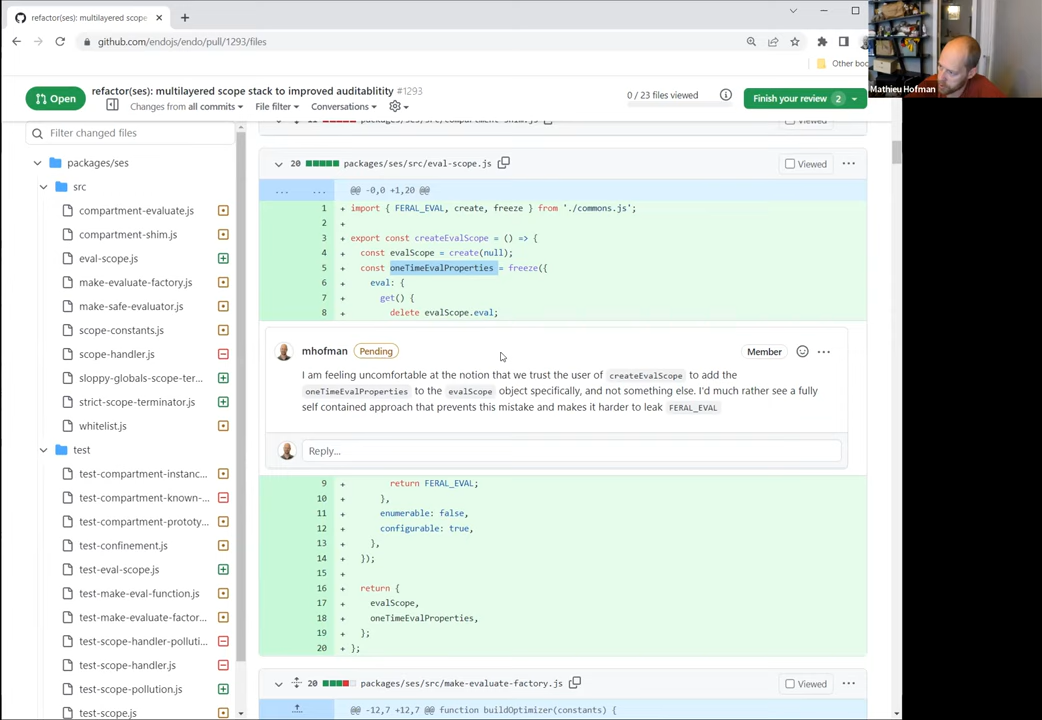 refactor(ses): multilayered scope
github.com/endojs/endo/pull/1293/files
Other boo
Mathieu Hofman
Open
refactor(ses): multilayered scope stack to improved auditablitity #1293
Changes from all commits
File filter
Conversations
0 / 23 files viewed
Finish your review 2
Filter changed files
packages/ses
src
compartment-evaluate.js
compartment-shim.js
eval-scope.js
make-evaluate-factory.js
make-safe-evaluator.js
scope-constants.js
scope-handler.js
sloppy-globals-scope-ter...
strict-scope-terminator.js
whitelist.js
test
test-compartment-instanc...
test-compartment-known-...
test-compartment-prototy...
test-confinement.js
test-eval-scope.js
test-make-eval-function.js
test-make-evaluate-factor...
test-scope-handler-polluti...
test-scope-handler.js
test-scope-pollution.js
test-scope.js
packages/ses/src/compartment-shim.js
Viewed
20 packages/ses/src/eval-scope.js
Viewed
... ... @@ -0,0 +1,20 @@
1 + import { FERAL_EVAL, create, freeze } from './commons.js';
2 +
3 + export const createEvalScope = () => {
4 + const evalScope = create(null);
5 + const oneTimeEvalProperties = freeze({
6 + eval: {
7 + get() {
8 + delete evalScope.eval;
mhofman Pending
Member
I am feeling uncomfortable at the notion that we trust the user of createEvalScope to add the
oneTimeEvalProperties to the evalScope object specifically, and not something else. I'd much rather see a fully
self contained approach that prevents this mistake and makes it harder to leak FERAL_EVAL
Reply...
9 + return FERAL_EVAL;
10 + },
11 + enumerable: false,
12 + configurable: true,
13 + },
14 + });
15 +
16 + return {
17 + evalScope,
18 + oneTimeEvalProperties,
19 + };
20 + };
20 packages/ses/src/make-evaluate-factory.js
Viewed
@@ -12,7 +12,7 @@ function buildOptimizer(constants) {